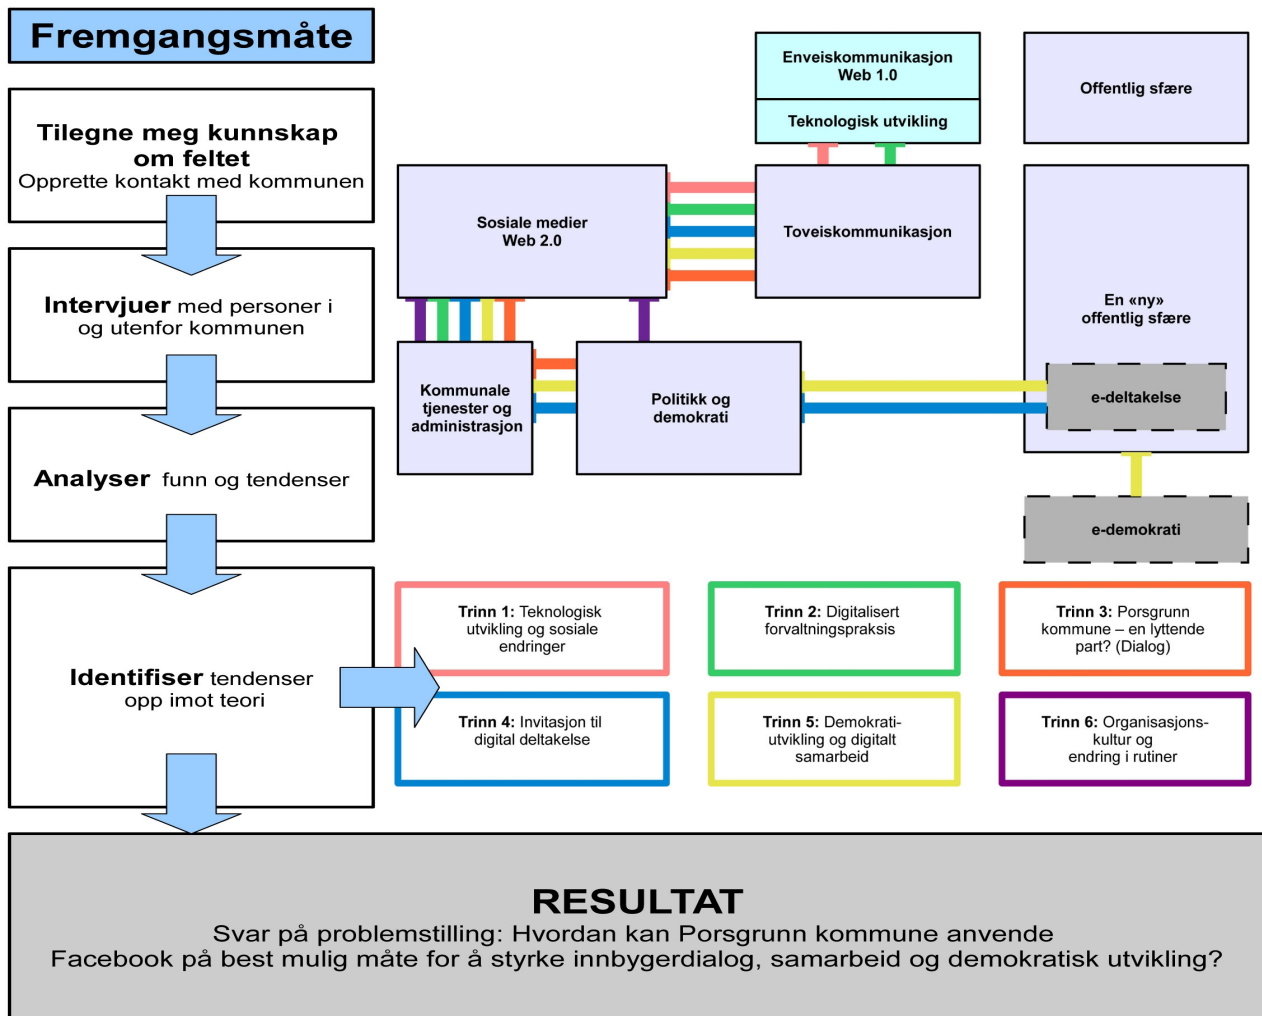 Fremgangsmåte
Tilegne meg kunnskap
om feltet
Opprette kontakt med kommunen
Intervjuer med personer i
og utenfor kommunen
Analyser funn og tendenser
Identifiser tendenser
opp imot teori
Enveiskommunikasjon
Web 1.0
Teknologisk utvikling
Offentlig sfære
Sosiale medier
Web 2.0
Toveiskommunikasjon
En «ny»
offentlig sfære
Kommunale
tjenester og
administrasjon
Politikk og
demokrati
e-deltakelse
e-demokrati
Trinn 1: Teknologisk
utvikling og sosiale
endringer
Trinn 2: Digitalisert
forvaltningspraksis
Trinn 3: Porsgrunn
kommune – en lyttende
part? (Dialog)
Trinn 4: Invitasjon til
digital deltakelse
Trinn 5: Demokrati-
utvikling og digitalt
samarbeid
Trinn 6: Organisasjons-
kultur og
endring i rutiner
RESULTAT
Svar på problemstilling: Hvordan kan Porsgrunn kommune anvende
Facebook på best mulig måte for å styrke innbygerdialog, samarbeid og demokratisk utvikling?